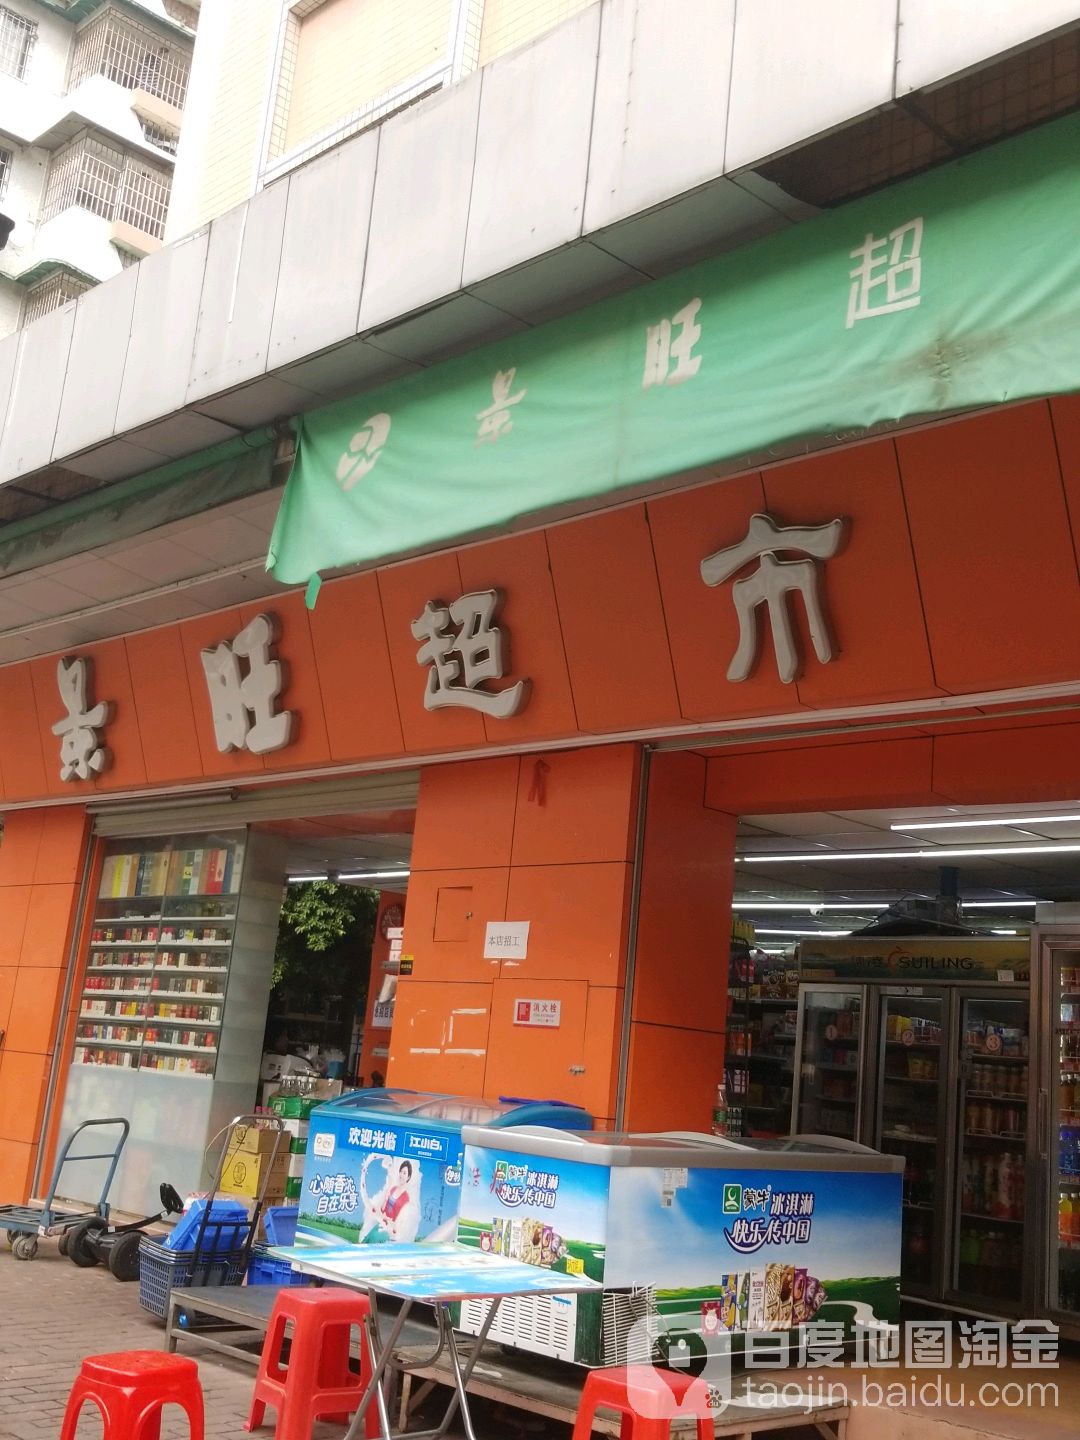 景旺超
景旺超市
本店招工
消火栓
SUILING
欢迎光临
江小白
心随香浓
自在乐享
蒙牛
冰淇淋
快乐传中国
蒙牛
冰淇淋
快乐传中国
百度地图淘金
taojin.baidu.com